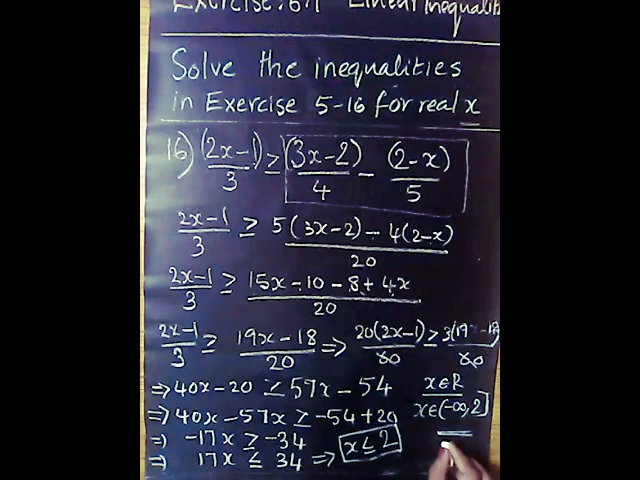 Exercise: 6.1 Linear Inequaliti
Solve the inequalities
in Exercise 5-16 for real x
16) (2x-1)/3 ≥ (3x-2)/4 - (2-x)/5
2x-1/3 ≥ 5(3x-2)-4(2-x)/20
2x-1/3 ≥ 15x-10-8+4x/20
2x-1/3 ≥ 19x-18/20 ⇒ 20(2x-1)/60 ≥ 3(19 -18)/60
⇒ 40x-20 ≥ 57x-54 x∈R
⇒ 40x-57x ≥ -54+20 x∈(-∞,2]
⇒ -17x ≥ -34
⇒ 17x ≤ 34 ⇒ x≤2